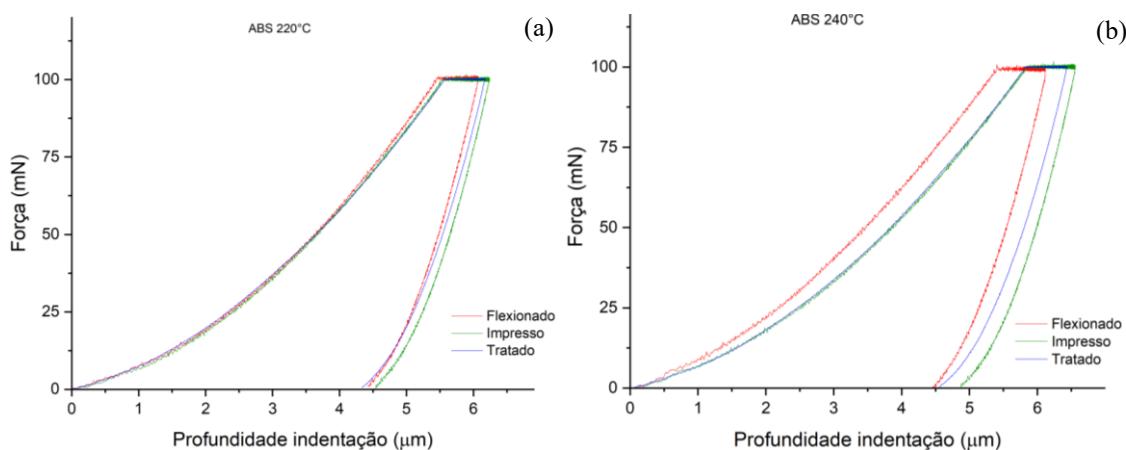 ABS 220°C
(a)
Força (mN)
100
75
50
25
0
Flexionado
Impresso
Tratado
0 1 2 3 4 5 6
Profundidade indentação (μm)
ABS 240°C
(b)
Força (mN)
100
75
50
25
0
Flexionado
Impresso
Tratado
0 1 2 3 4 5 6
Profundidade indentação (μm)